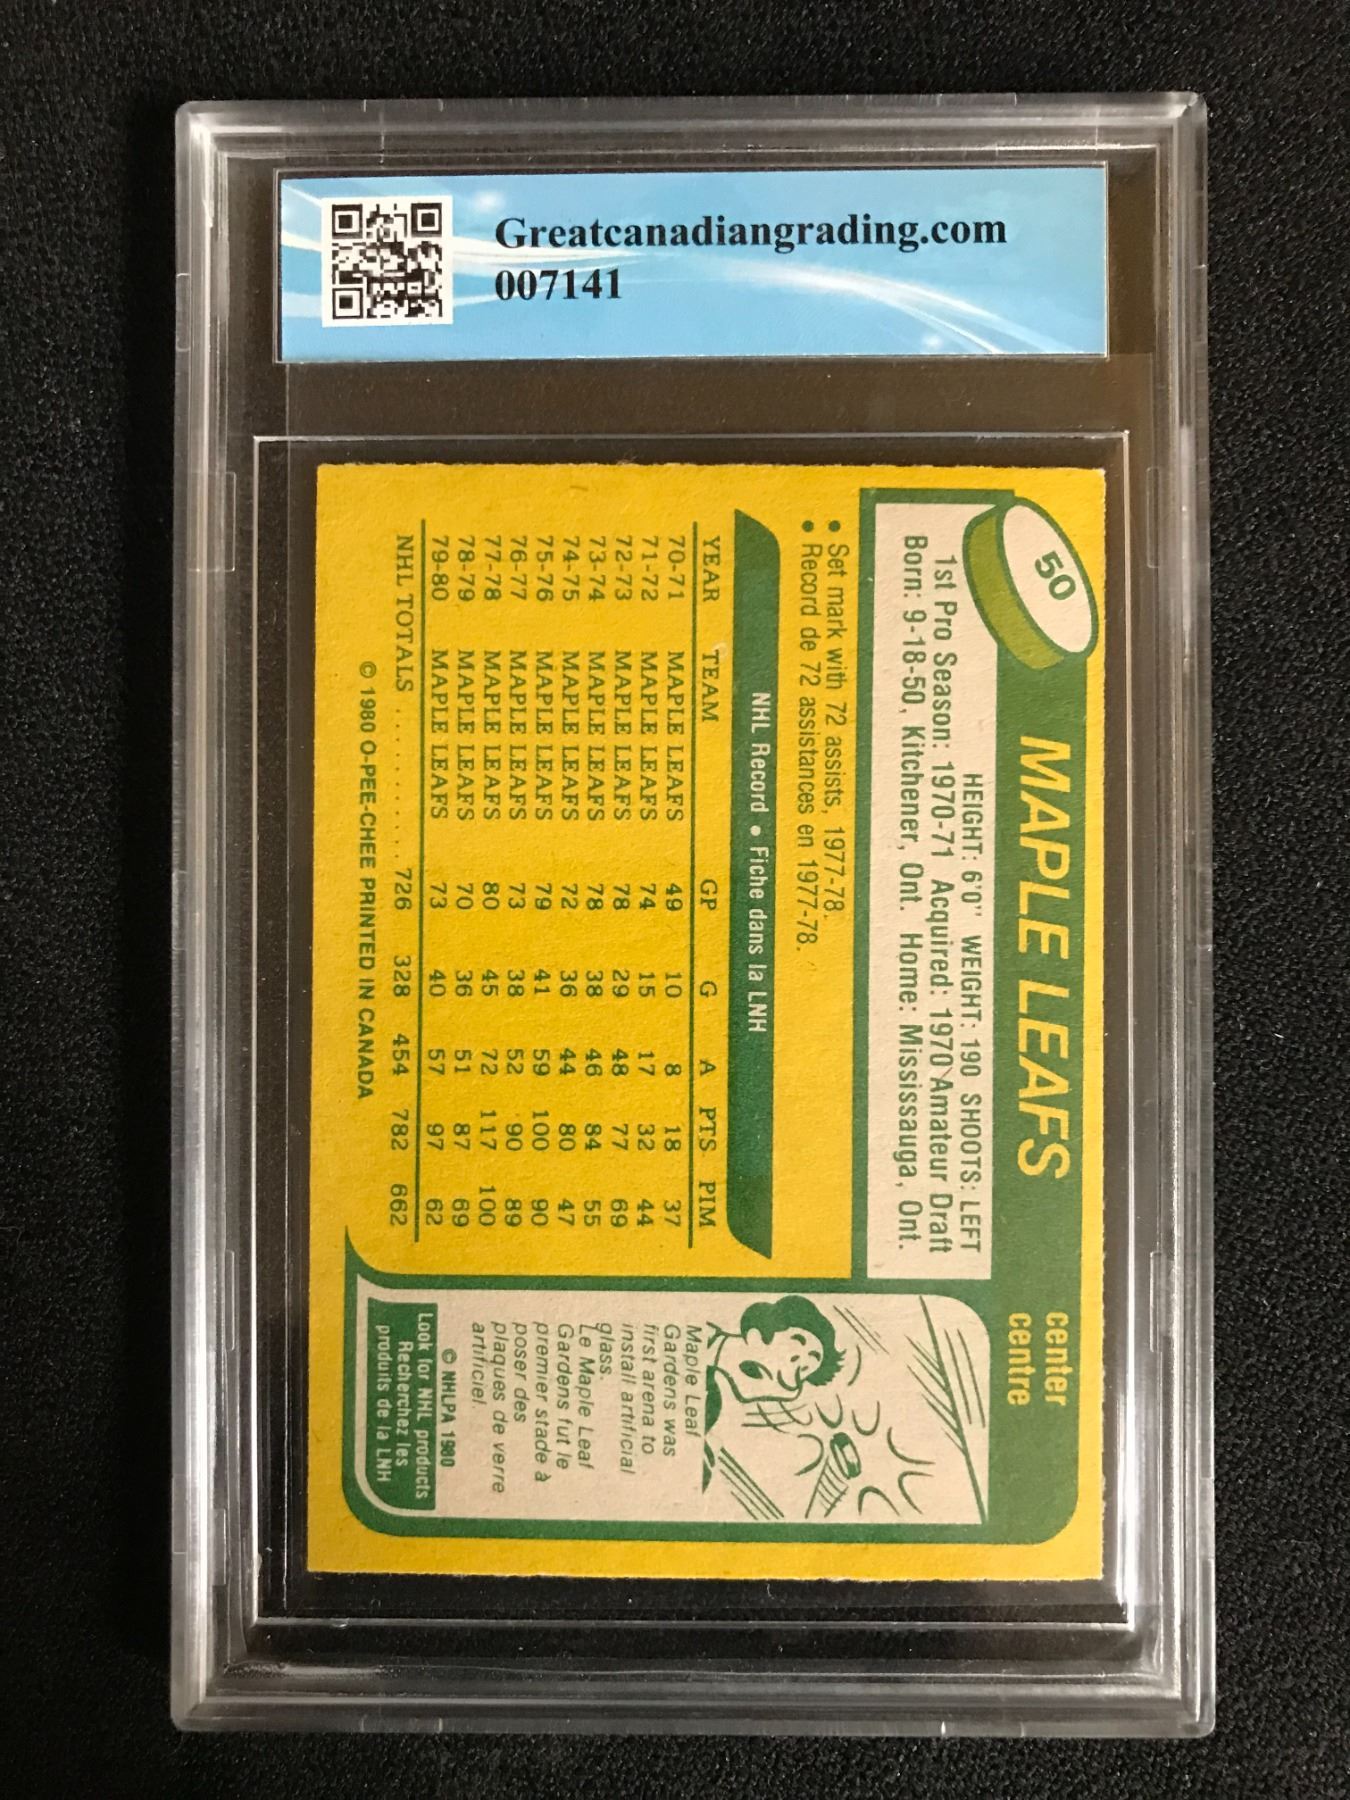 Greatcanadiangrading.com
007141
50
MAPLE LEAFS
center
centre
HEIGHT: 6'0" WEIGHT: 190 SHOOTS: LEFT
1st Pro Season: 1970-71 Acquired: 1970 Amateur Draft
Born: 9-18-50, Kitchener, Ont. Home: Mississauga, Ont.
• Set mark with 72 assists, 1977-78.
• Record de 72 assistances en 1977-78.
NHL Record • Fiche dans la LNH
YEAR TEAM GP G A PTS PIM
70-71 MAPLE LEAFS 49 10 8 18 37
71-72 MAPLE LEAFS 74 15 17 32 44
72-73 MAPLE LEAFS 78 29 48 77 69
73-74 MAPLE LEAFS 78 38 46 84 55
74-75 MAPLE LEAFS 72 36 44 80 47
75-76 MAPLE LEAFS 79 41 59 100 90
76-77 MAPLE LEAFS 73 38 52 90 89
77-78 MAPLE LEAFS 80 45 72 117 100
78-79 MAPLE LEAFS 70 36 51 87 69
79-80 MAPLE LEAFS 73 40 57 97 62
NHL TOTALS .......... 726 328 454 782 662
© 1980 O-PEE-CHEE PRINTED IN CANADA
Maple Leaf
Gardens was
first arena to
install artificial
glass.
Le Maple Leaf
Gardens fut le
premier stade à
poser des
plaques de verre
artificiel.
© NHLPA 1980
Look for NHL products
Recherchez les
produits de la LNH